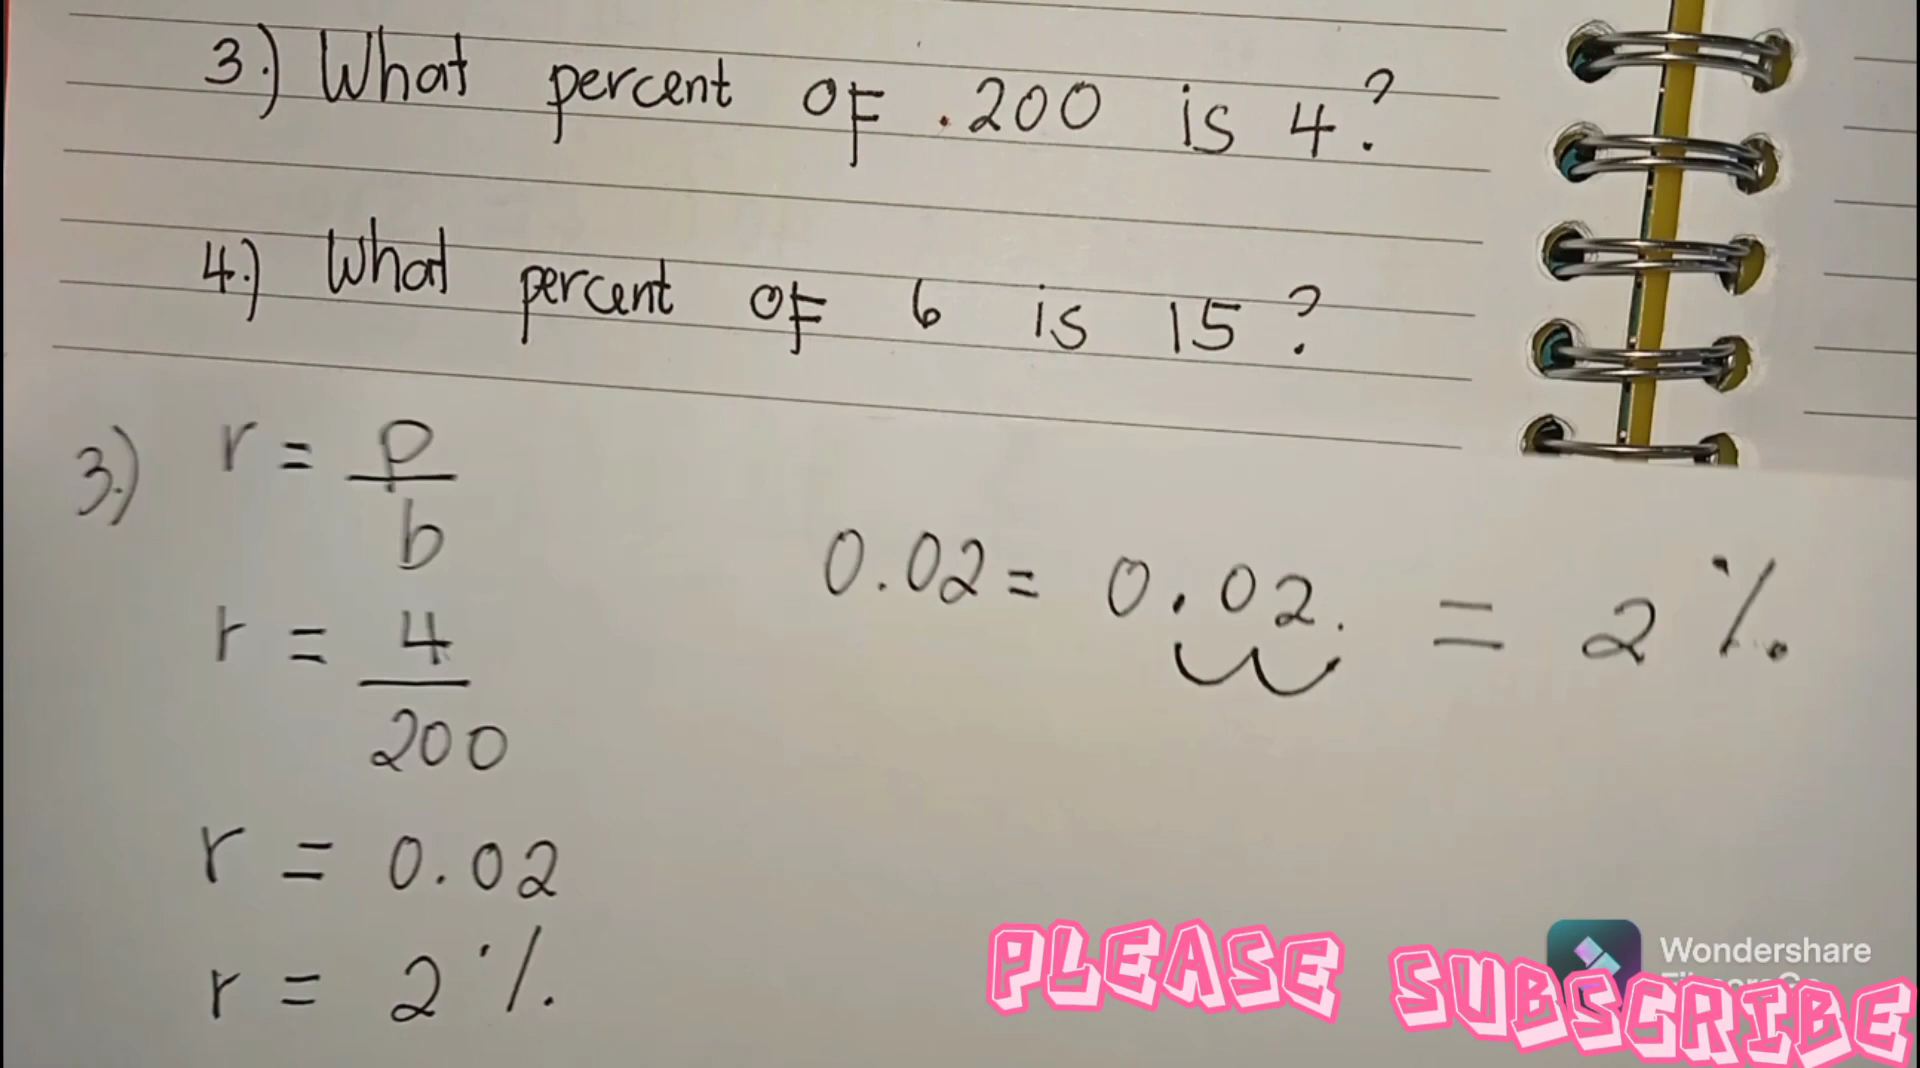 3.) What percent of .200 is 4?
4.) What percent of 6 is 15?
3.) r = p/b
0.02 = 0.02. = 2%
r = 4/200
r = 0.02
r = 2%
PLEASE SUBSCRIBE
Wondershare